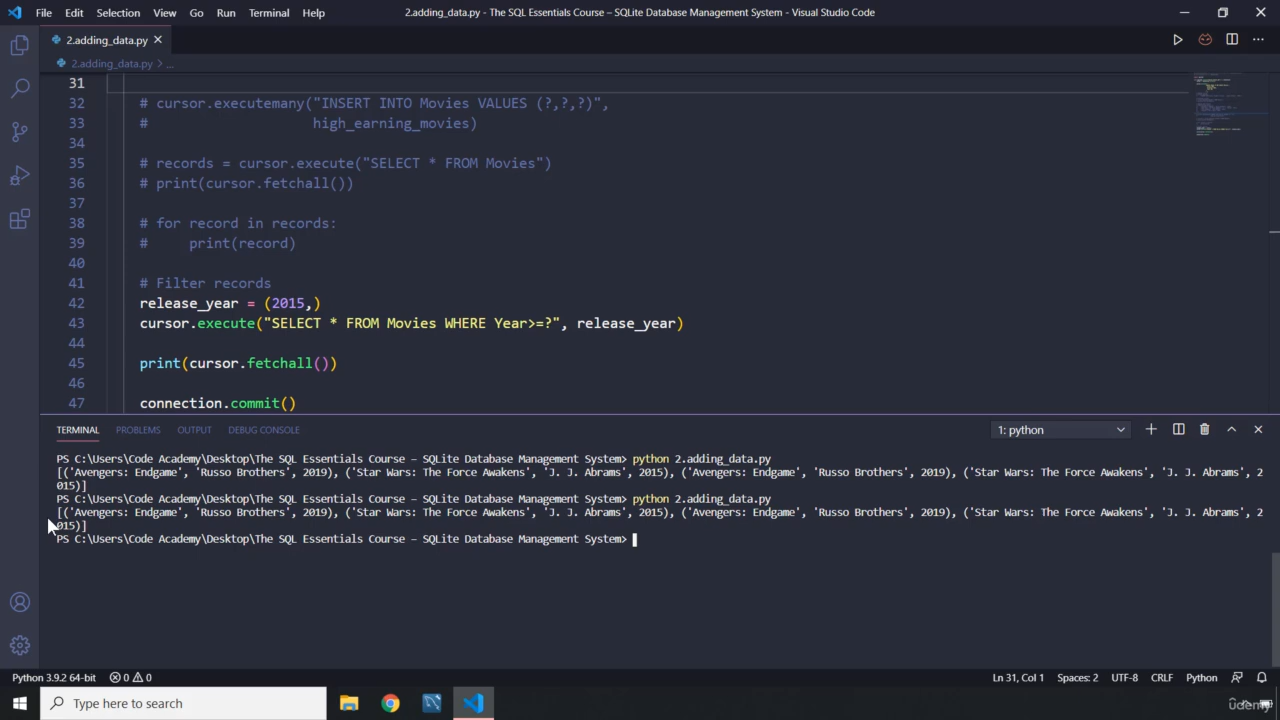 File Edit Selection View Go Run Terminal Help 2.adding_data.py - The SQL Essentials Course – SQLite Database Management System - Visual Studio Code
2.adding_data.py
2.adding_data.py > ...
31
32 # cursor.executemany("INSERT INTO Movies VALUES (?,?,?)",
33 # high_earning_movies)
34
35 # records = cursor.execute("SELECT * FROM Movies")
36 # print(cursor.fetchall())
37
38 # for record in records:
39 # print(record)
40
41 # Filter records
42 release_year = (2015,)
43 cursor.execute("SELECT * FROM Movies WHERE Year>=?", release_year)
44
45 print(cursor.fetchall())
46
47 connection.commit()
TERMINAL PROBLEMS OUTPUT DEBUG CONSOLE 1: python
PS C:\Users\Code Academy\Desktop\The SQL Essentials Course – SQLite Database Management System> python 2.adding_data.py
[('Avengers: Endgame', 'Russo Brothers', 2019), ('Star Wars: The Force Awakens', 'J. J. Abrams', 2015), ('Avengers: Endgame', 'Russo Brothers', 2019), ('Star Wars: The Force Awakens', 'J. J. Abrams', 2
015)]
PS C:\Users\Code Academy\Desktop\The SQL Essentials Course – SQLite Database Management System> python 2.adding_data.py
[('Avengers: Endgame', 'Russo Brothers', 2019), ('Star Wars: The Force Awakens', 'J. J. Abrams', 2015), ('Avengers: Endgame', 'Russo Brothers', 2019), ('Star Wars: The Force Awakens', 'J. J. Abrams', 2
015)]
PS C:\Users\Code Academy\Desktop\The SQL Essentials Course – SQLite Database Management System>
Python 3.9.2 64-bit 0 0 Ln 31, Col 1 Spaces: 2 UTF-8 CRLF Python
Type here to search
udemy